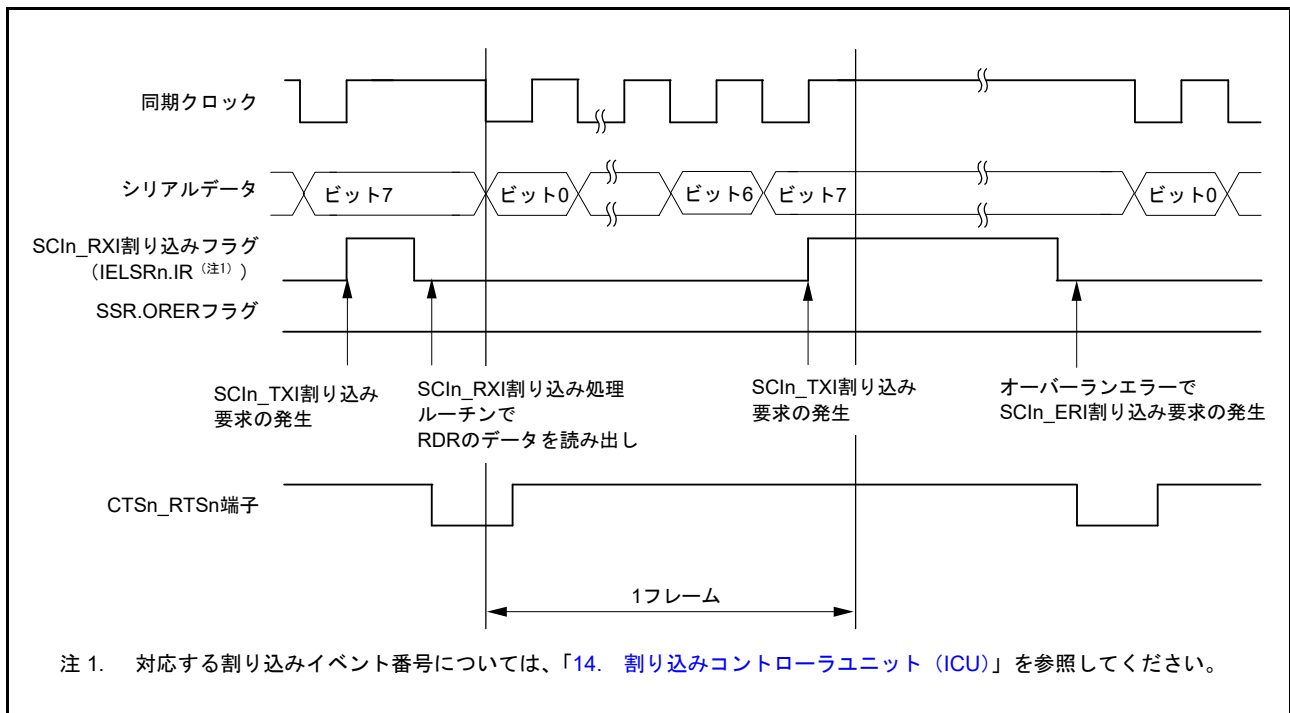 同期クロック
シリアルデータ
ビット7
ビット0
ビット6
ビット7
ビット0
SCIn_RXI割り込みフラグ
（IELSRn.IR（注1））
SSR.ORERフラグ
SCIn_TXI割り込み
要求の発生
SCIn_RXI割り込み処理
ルーチンで
RDRのデータを読み出し
SCIn_TXI割り込み
要求の発生
オーバーランエラーで
SCIn_ERI割り込み要求の発生
CTSn_RTSn端子
1フレーム
注 1. 対応する割り込みイベント番号については、「14. 割り込みコントローラユニット（ICU）」を参照してください。